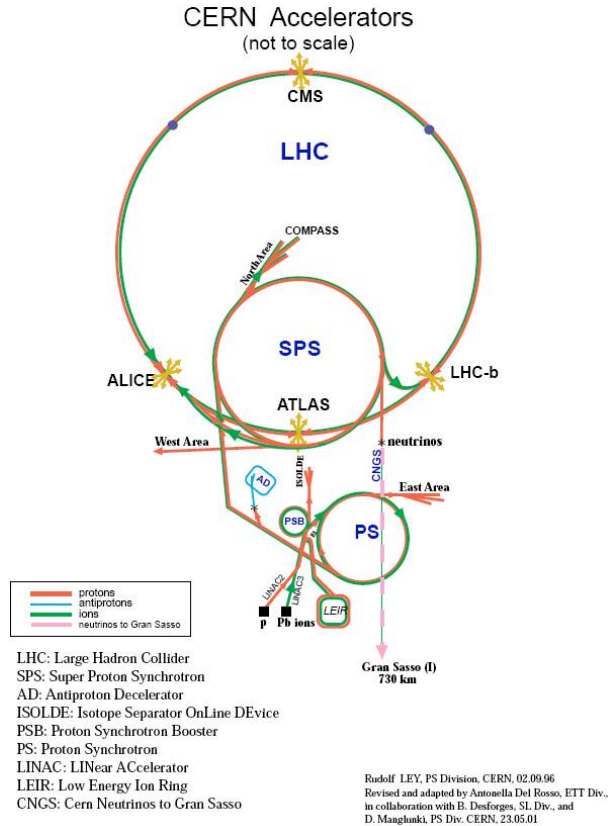 CERN Accelerators
(not to scale)
CMS
LHC
North Area
COMPASS
SPS
ALICE
LHC-b
ATLAS
West Area
*neutrinos
CNGS
ISOLDE
AD
*
East Area
PSB
PS
LINAC2
LINAC3
LEIR
p
Pb ions
Gran Sasso (I)
730 km
protons
antiprotons
ions
neutrinos to Gran Sasso
LHC: Large Hadron Collider
SPS: Super Proton Synchrotron
AD: Antiproton Decelerator
ISOLDE: Isotope Separator OnLine DEvice
PSB: Proton Synchrotron Booster
PS: Proton Synchrotron
LINAC: LINear ACcelerator
LEIR: Low Energy Ion Ring
CNGS: Cern Neutrinos to Gran Sasso
Rudolf LEY, PS Division, CERN, 02.09.96
Revised and adapted by Antonella Del Rosso, ETT Div.,
in collaboration with B. Desforges, SL Div., and
D. Manglunki, PS Div. CERN, 23.05.01